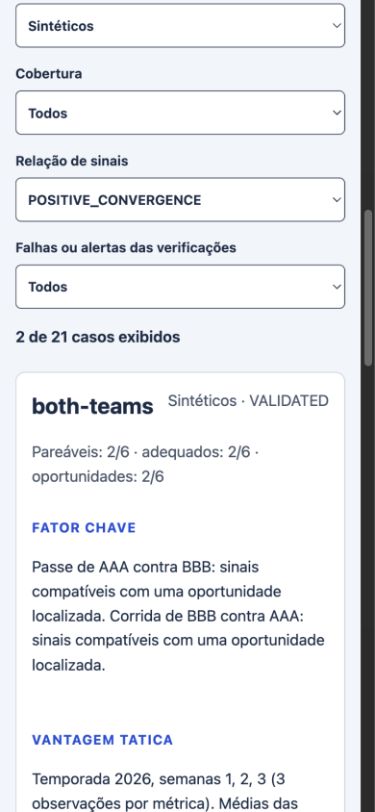 Sintéticos
Cobertura
Todos
Relação de sinais
POSITIVE_CONVERGENCE
Falhas ou alertas das verificações
Todos
2 de 21 casos exibidos
both-teams Sintéticos · VALIDATED
Pareáveis: 2/6 · adequados: 2/6 ·
oportunidades: 2/6
FATOR CHAVE
Passe de AAA contra BBB: sinais
compatíveis com uma oportunidade
localizada. Corrida de BBB contra AAA:
sinais compatíveis com uma oportunidade
localizada.
VANTAGEM TATICA
Temporada 2026, semanas 1, 2, 3 (3
observações por métrica). Médias das